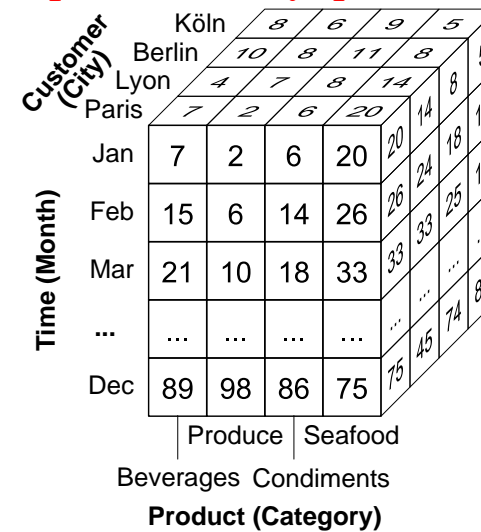 Customer
(City)
Köln 8 6 9 5
Berlin 10 8 11 8
Lyon 4 7 8 14
Paris 7 2 6 20
Time (Month)
Jan 7 2 6 20 20 14 8
Feb 15 6 14 26 26 24 18
Mar 21 10 18 33 33 33 25
... ... ... ... ... ... ... ...
Dec 89 98 86 75 75 45 74
Produce Seafood
Beverages Condiments
Product (Category)